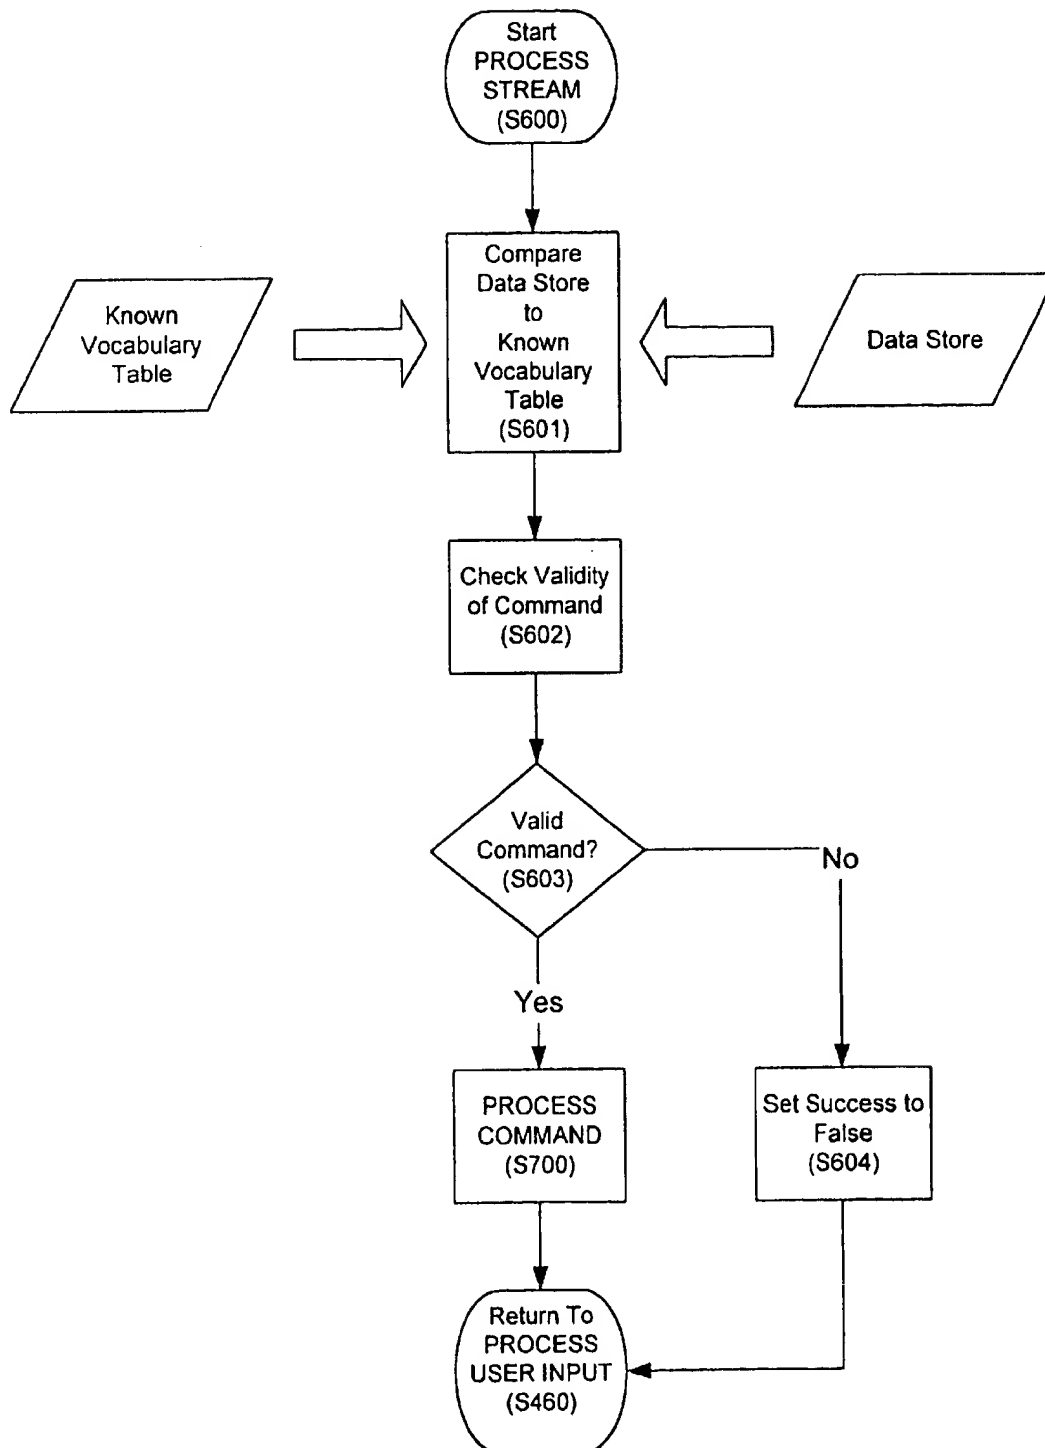 Start
PROCESS
STREAM
(S600)
Known
Vocabulary
Table
Compare
Data Store
to
Known
Vocabulary
Table
(S601)
Data Store
Check Validity
of Command
(S602)
Valid
Command?
(S603)
No
Yes
PROCESS
COMMAND
(S700)
Set Success to
False
(S604)
Return To
PROCESS
USER INPUT
(S460)